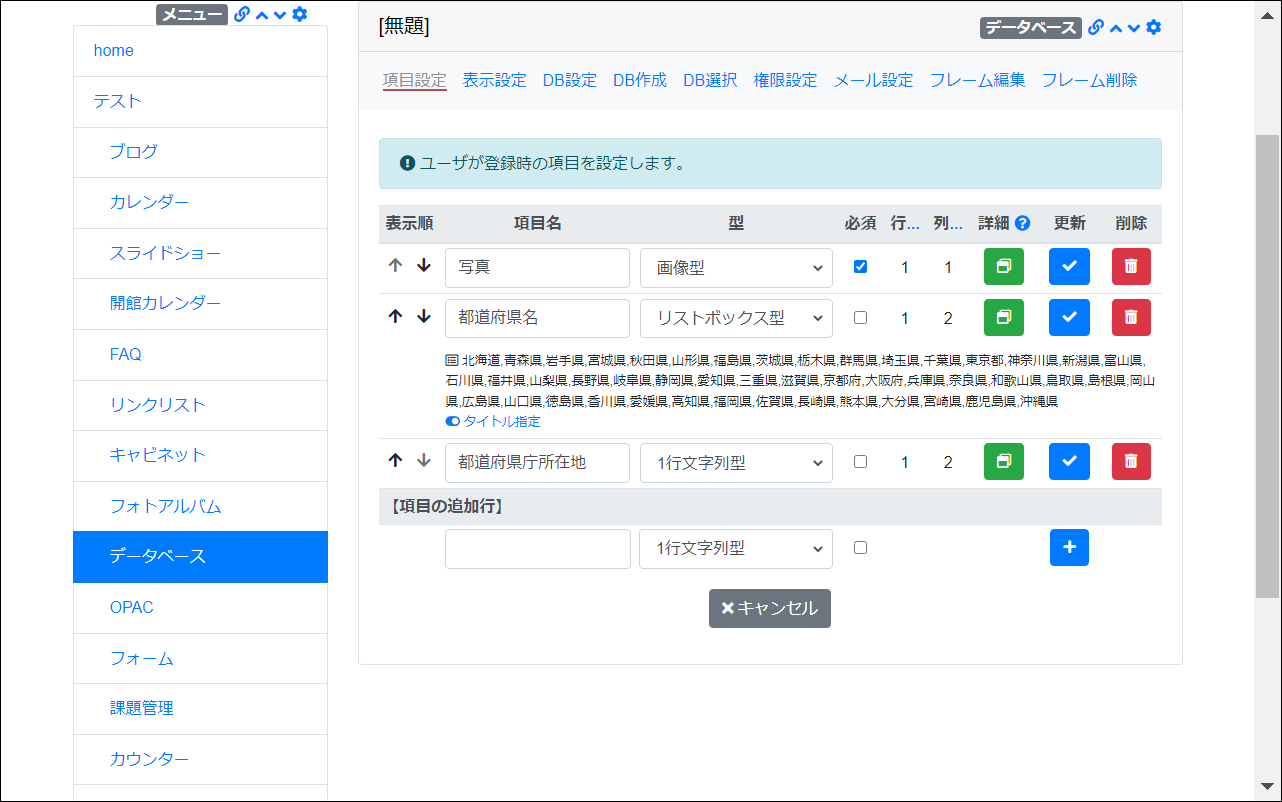 メニュー
home
テスト
ブログ
カレンダー
スライドショー
開館カレンダー
FAQ
リンクリスト
キャビネット
フォトアルバム
データベース
OPAC
フォーム
課題管理
カウンター
[無題]
データベース
項目設定 表示設定 DB設定 DB作成 DB選択 権限設定 メール設定 フレーム編集 フレーム削除
ユーザが登録時の項目を設定します。
表示順 項目名 型 必須 行... 列... 詳細 更新 削除
写真 画像型 1 1
都道府県名 リストボックス型 1 2
北海道,青森県,岩手県,宮城県,秋田県,山形県,福島県,茨城県,栃木県,群馬県,埼玉県,千葉県,東京都,神奈川県,新潟県,富山県,
石川県,福井県,山梨県,長野県,岐阜県,静岡県,愛知県,三重県,滋賀県,京都府,大阪府,兵庫県,奈良県,和歌山県,鳥取県,島根県,岡山
県,広島県,山口県,徳島県,香川県,愛媛県,高知県,福岡県,佐賀県,長崎県,熊本県,大分県,宮崎県,鹿児島県,沖縄県
タイトル指定
都道府県庁所在地 1行文字列型 1 2
【項目の追加行】
1行文字列型
キャンセル